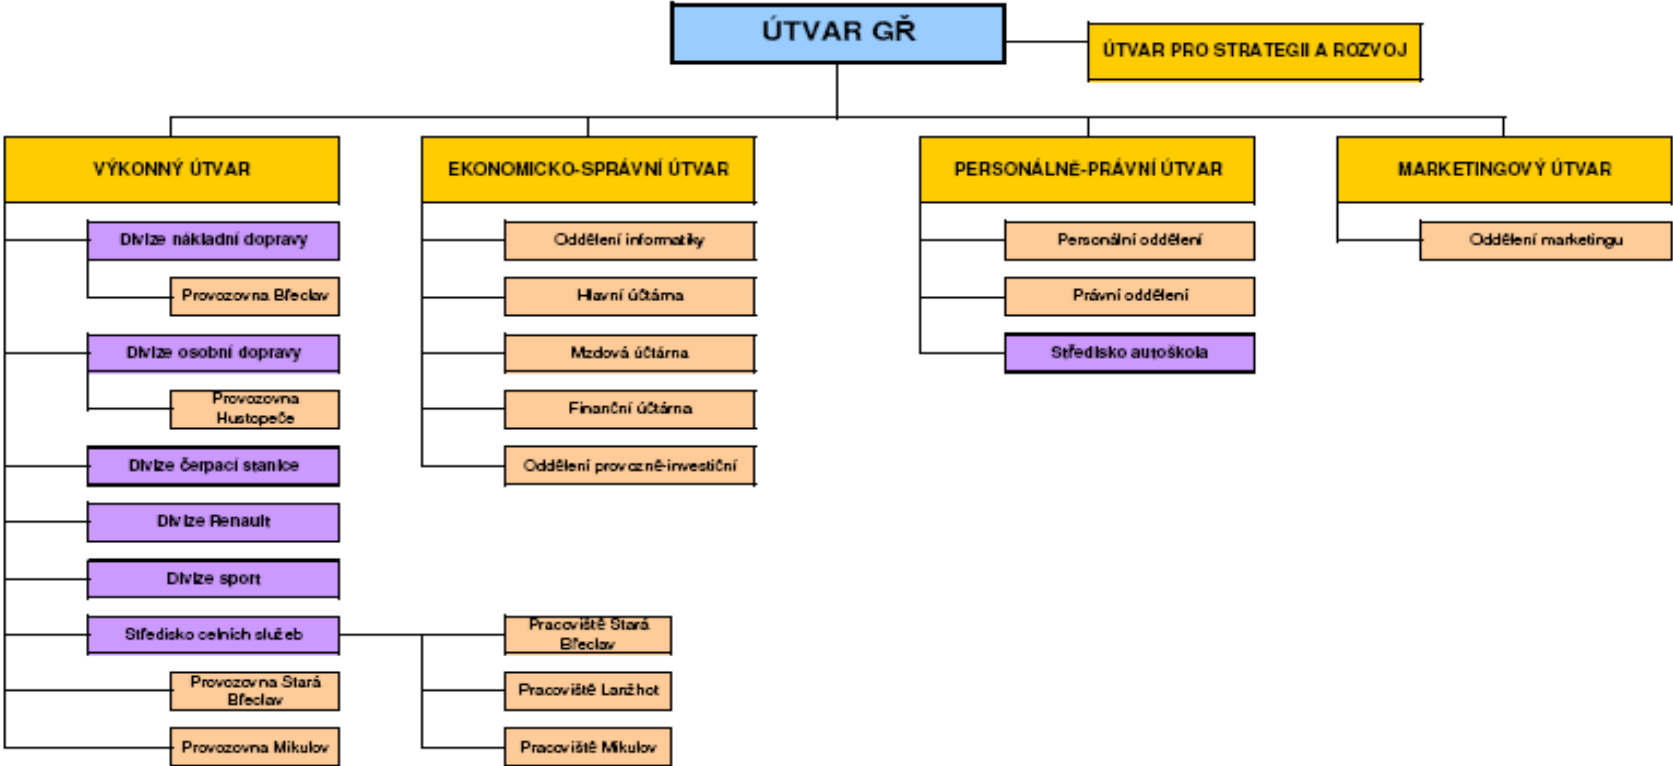 ÚTVAR GŘ
ÚTVAR PRO STRATEGII A ROZVOJ
VÝKONNÝ ÚTVAR
EKONOMICKO-SPRÁVNÍ ÚTVAR
PERSONÁLNĚ-PRÁVNÍ ÚTVAR
MARKETINGOVÝ ÚTVAR
Divize nákladní dopravy
Oddělení informatiky
Personální oddělení
Oddělení marketingu
Provozovna Břeclav
Hlavní účtárna
Právní oddělení
Divize osobní dopravy
Mzdová účtárna
Středisko autoškola
Provozovna
Hustopeče
Finanční účtárna
Divize čerpací stanice
Oddělení provozně-investiční
Divize Renault
Divize sport
Středisko celních služeb
Pracoviště Stará
Břeclav
Provozovna Stará
Břeclav
Pracoviště Lanžhot
Provozovna Mikulov
Pracoviště Mikulov